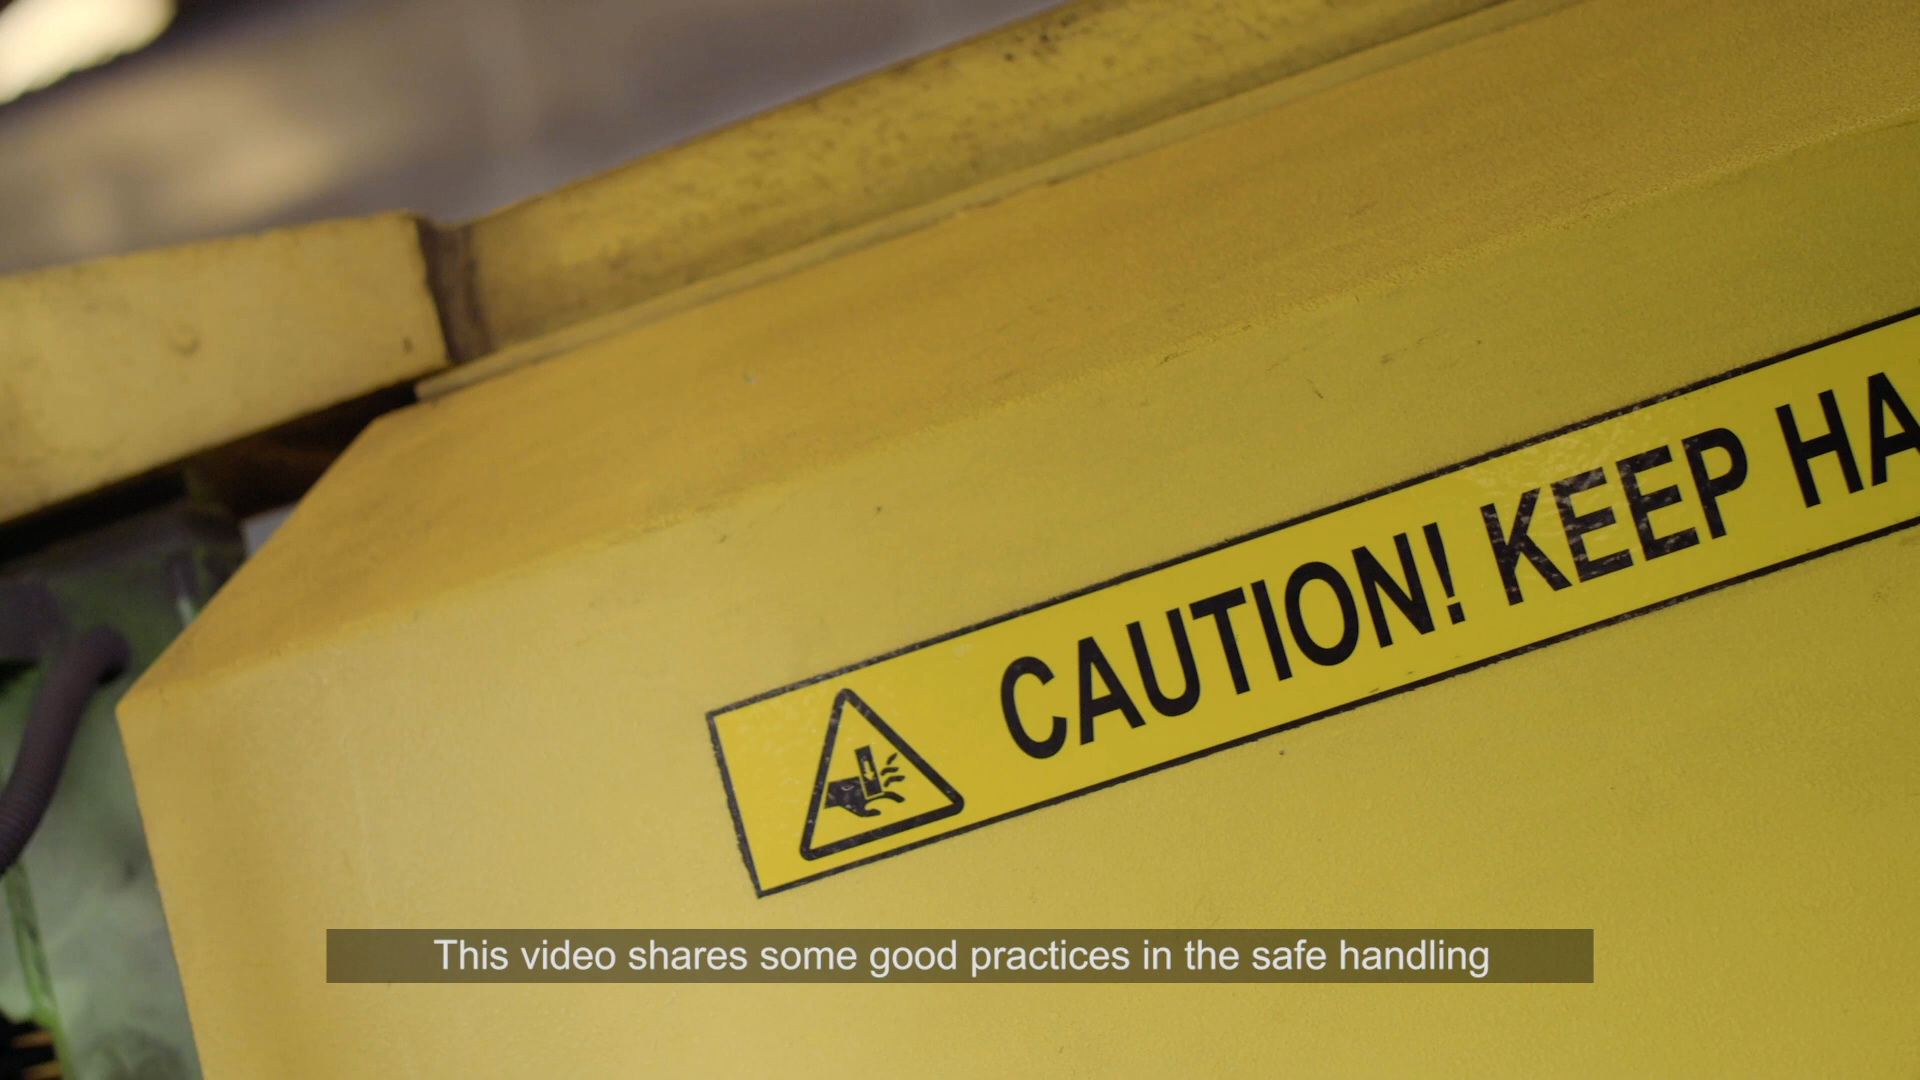 CAUTION! KEEP HA
This video shares some good practices in the safe handling